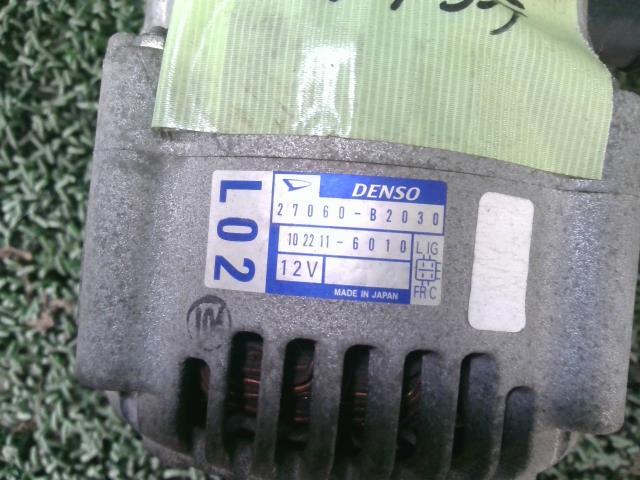 L02
DENSO
27060-B2030
102211-6010
L IG
12V
FR C
MADE IN JAPAN